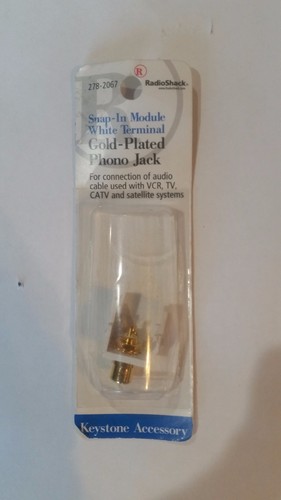 278-2067
R
RadioShack®
Snap-In Module
White Terminal
Gold-Plated
Phono Jack
For connection of audio
cable used with VCR, TV,
CATV and satellite systems
Keystone Accessory